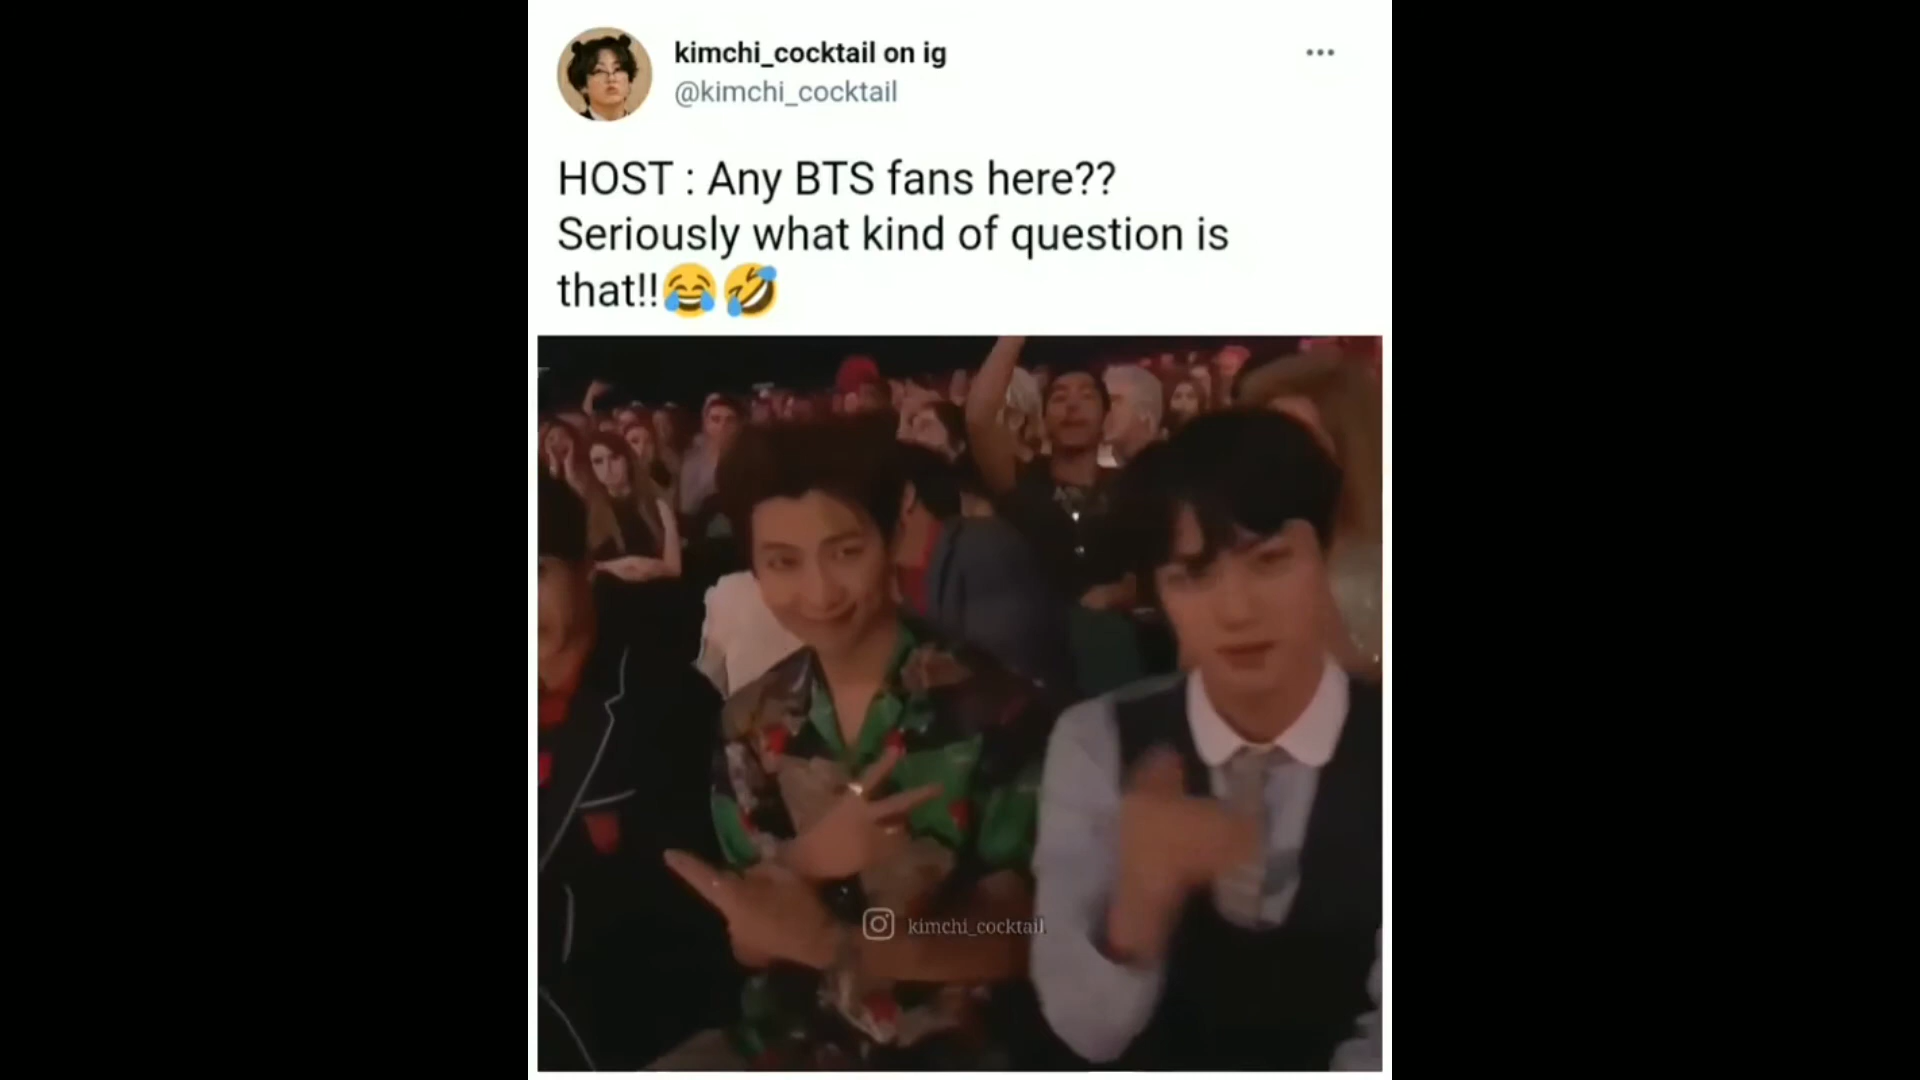 kimchi_cocktail on ig
@kimchi_cocktail
HOST : Any BTS fans here??
Seriously what kind of question is
that!!😂🤣
kimchi_cocktail